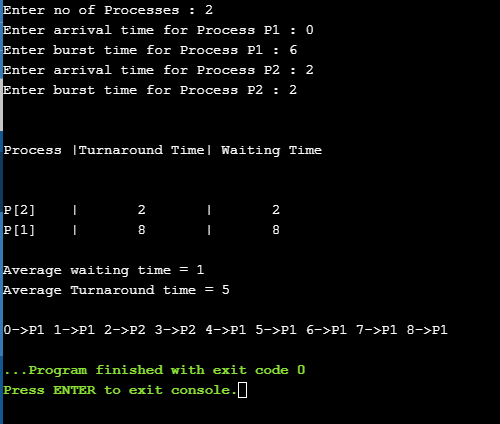 Enter no of Processes : 2
Enter arrival time for Process P1 : 0
Enter burst time for Process P1 : 6
Enter arrival time for Process P2 : 2
Enter burst time for Process P2 : 2
Process |Turnaround Time| Waiting Time
P[2] | 2 | 2
P[1] | 8 | 8
Average waiting time = 1
Average Turnaround time = 5
0->P1 1->P1 2->P2 3->P2 4->P1 5->P1 6->P1 7->P1 8->P1
...Program finished with exit code 0
Press ENTER to exit console.